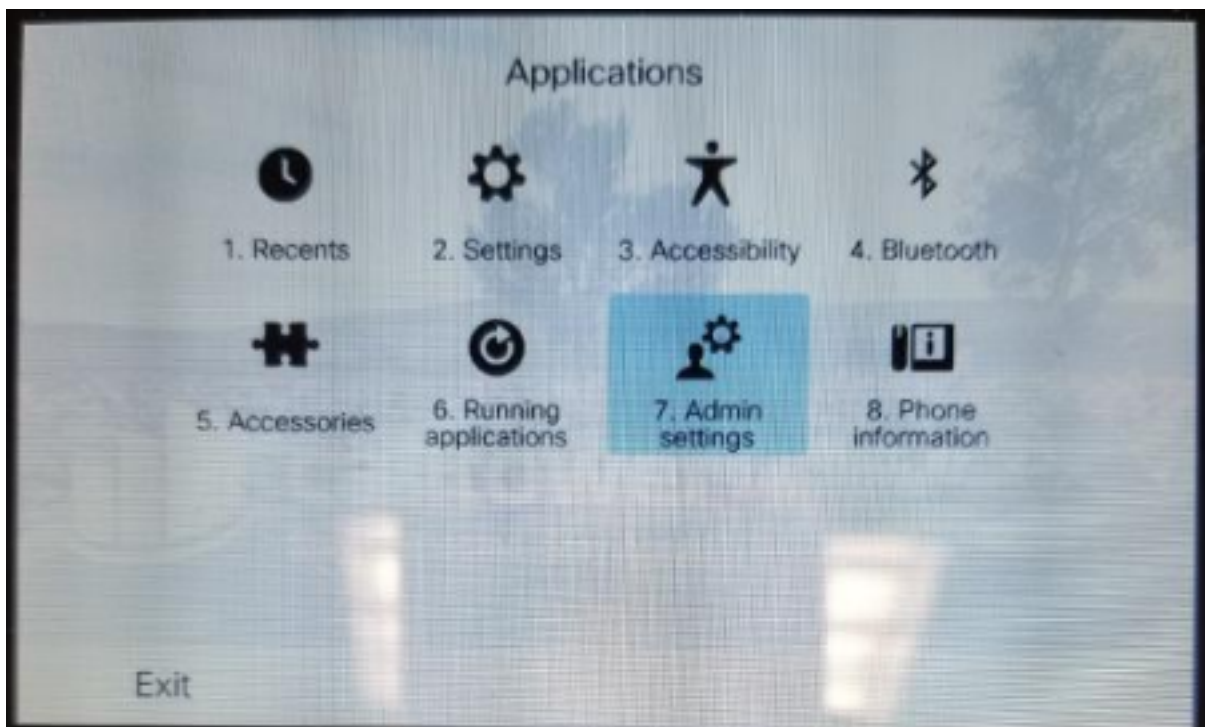 Applications
1. Recents
2. Settings
3. Accessibility
4. Bluetooth
5. Accessories
6. Running
applications
7. Admin
settings
8. Phone
information
Exit